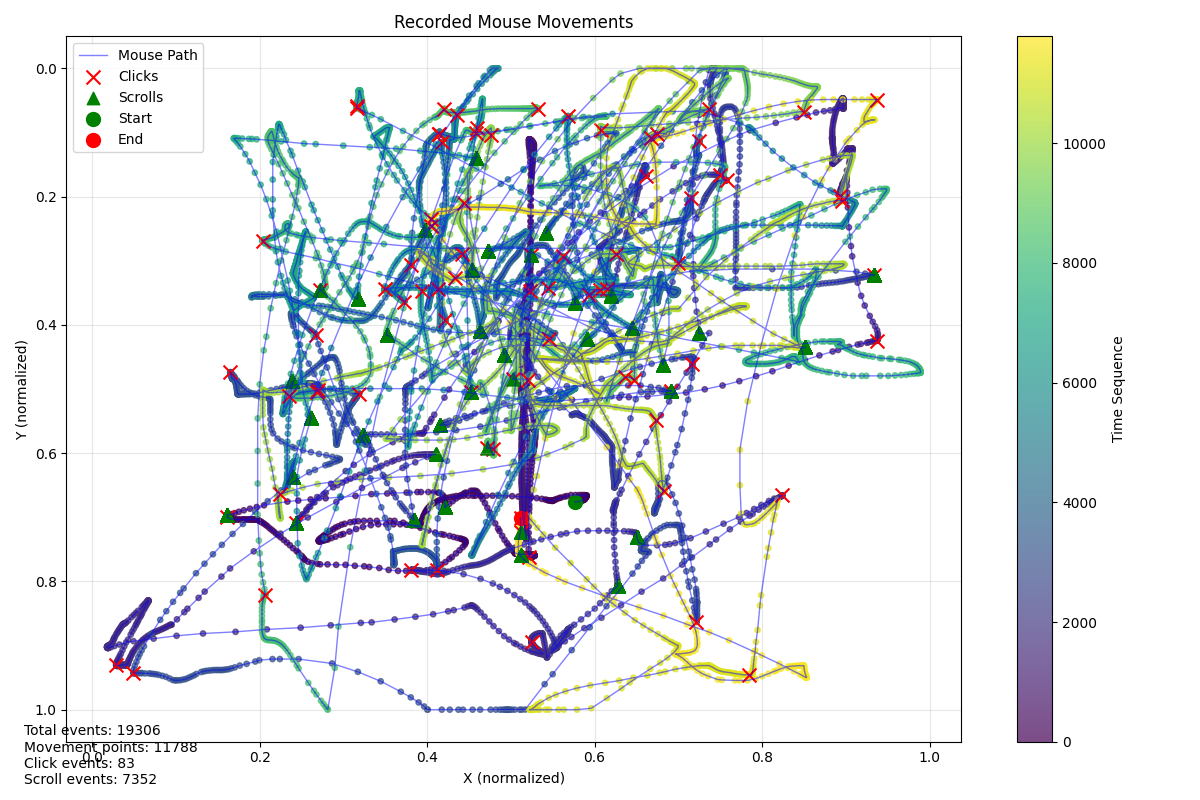 Recorded Mouse Movements
Mouse Path
Clicks
Scrolls
Start
End
0.0
0.2
0.4
0.6
0.8
1.0
Y (normalized)
0.0
0.2
0.4
0.6
0.8
1.0
X (normalized)
Total events: 19306
Movement points: 11788
Click events: 83
Scroll events: 7352
10000
8000
6000
4000
2000
0
Time Sequence